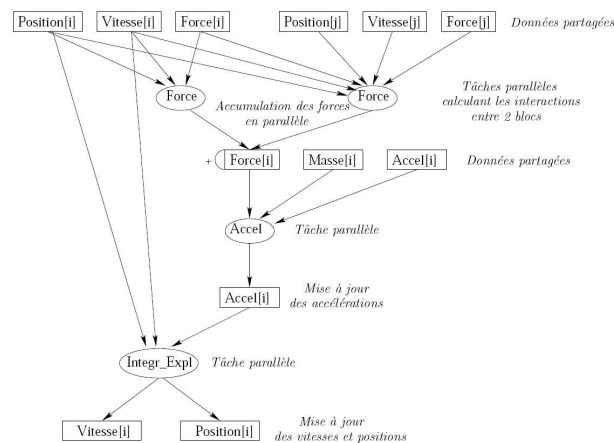 Position[i] Vitesse[i] Force[i] Position[j] Vitesse[j] Force[j] Données partagées
Force Force Tâches parallèles
calculant les interactions
entre 2 blocs
Accumulation des forces
en parallèle
+ Force[i] Masse[i] Accel[i] Données partagées
Accel Tâche parallèle
Accel[i] Mise à jour
des accélérations
Integr_Expl Tâche parallèle
Vitesse[i] Position[i] Mise à jour
des vitesses et positions